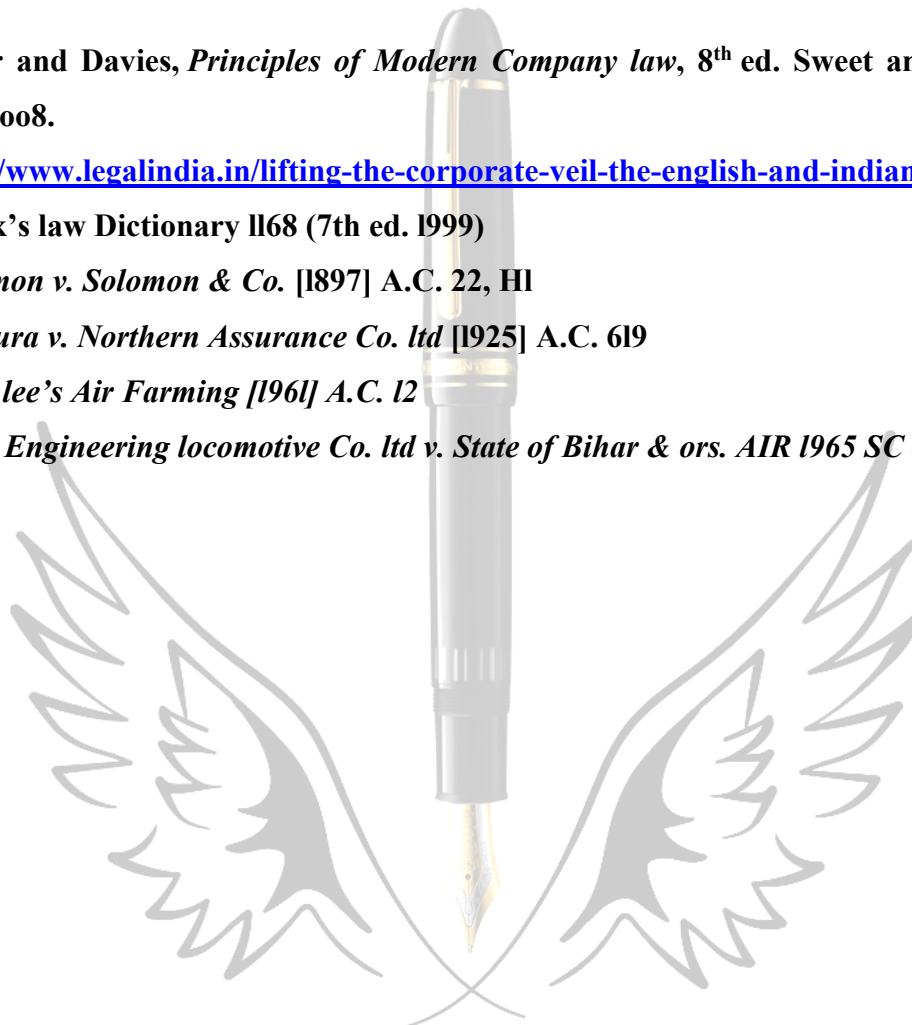 r and Davies, Principles of Modern Company law, 8th ed. Sweet an
oo8.
/www.legalindia.in/lifting-the-corporate-veil-the-english-and-indian
k’s law Dictionary ll68 (7th ed. l999)
mon v. Solomon & Co. [l897] A.C. 22, Hl
ura v. Northern Assurance Co. ltd [l925] A.C. 6l9
lee’s Air Farming [l96l] A.C. l2
Engineering locomotive Co. ltd v. State of Bihar & ors. AIR l965 SC